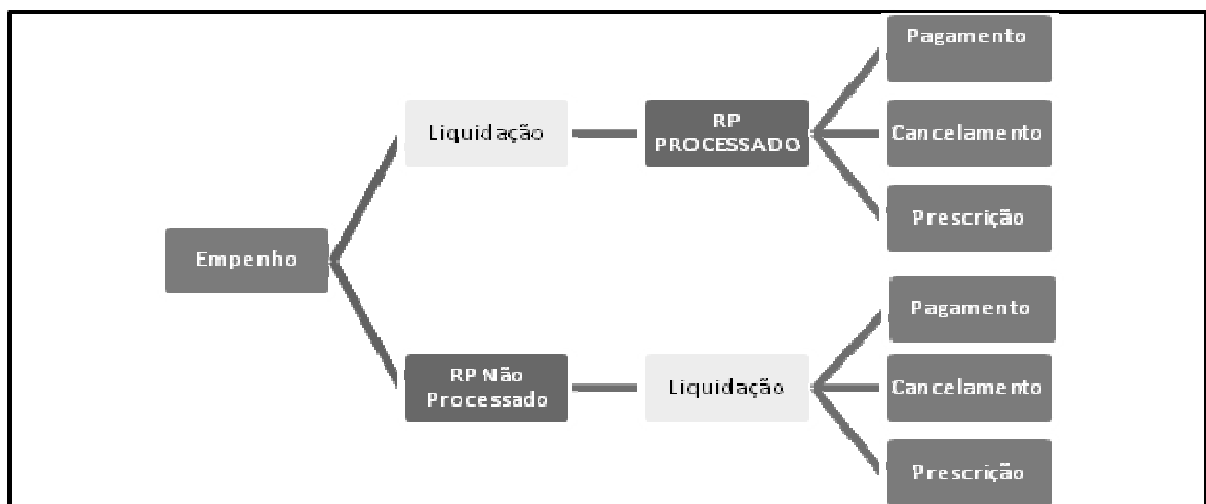 Pagamento
Liquidação
RP
PROCESSADO
Cancelamento
Prescrição
Empenho
Pagamento
RP Não
Processado
Liquidação
Cancelamento
Prescrição